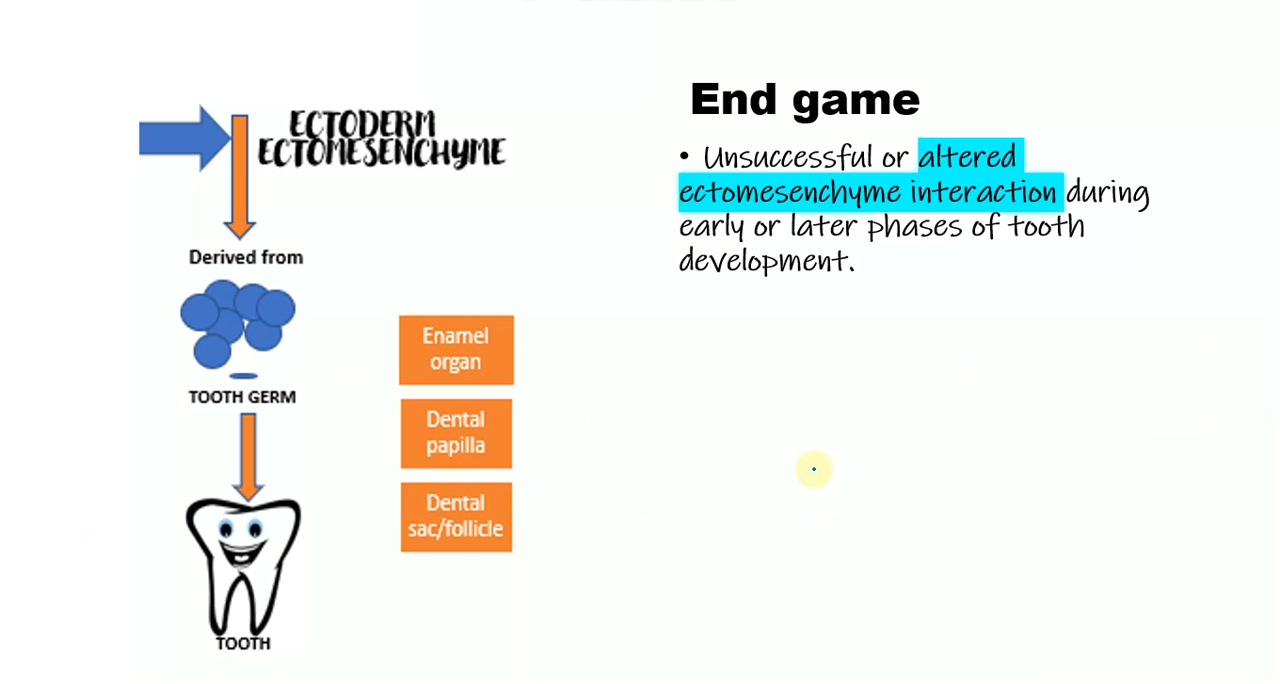 ECTODERM
ECTOMESENCHYME
Derived from
TOOTH GERM
TOOTH
Enamel
organ
Dental
papilla
Dental
sac/follicle
End game
• Unsuccessful or altered
ectomesenchyme interaction during
early or later phases of tooth
development.